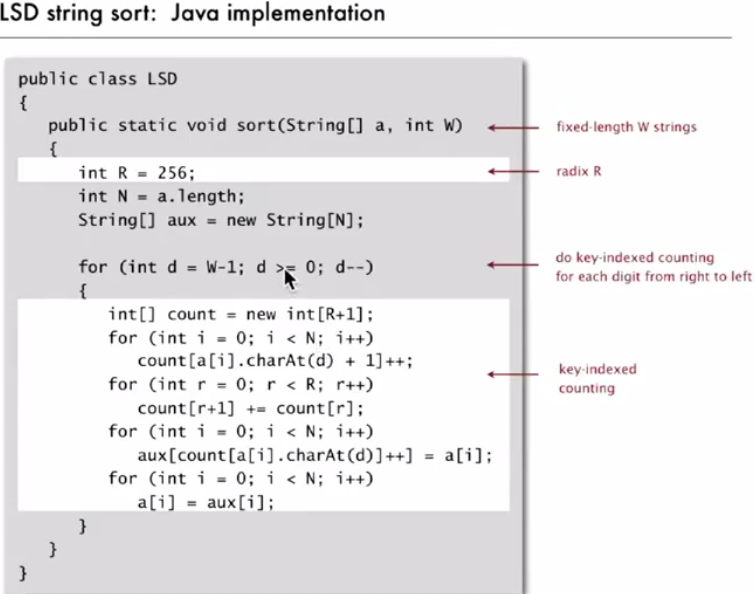 LSD string sort: Java implementation
public class LSD
{
public static void sort(String[] a, int W)
fixed-length W strings
{
int R = 256;
radix R
int N = a.length;
String[] aux = new String[N];
for (int d = W-1; d >= 0; d--)
do key-indexed counting
for each digit from right to left
{
int[] count = new int[R+1];
for (int i = 0; i < N; i++)
count[a[i].charAt(d) + 1]++;
for (int r = 0; r < R; r++)
key-indexed
counting
count[r+1] += count[r];
for (int i = 0; i < N; i++)
aux[count[a[i].charAt(d)]++] = a[i];
for (int i = 0; i < N; i++)
a[i] = aux[i];
}
}
}